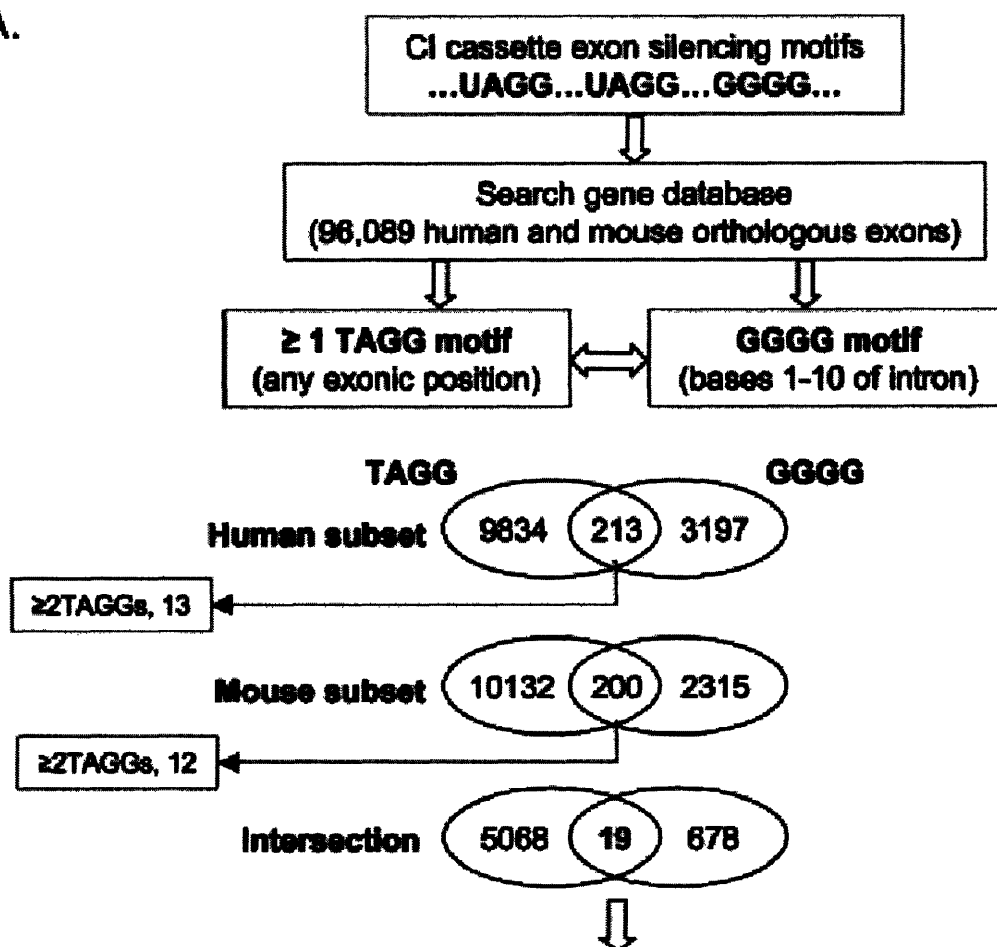 A.
CI cassette exon silencing motifs
...UAGG...UAGG...GGGG...
Search gene database
(96,089 human and mouse orthologous exons)
≥ 1 TAGG motif
(any exonic position)
GGGG motif
(bases 1-10 of intron)
TAGG
GGGG
Human subset
9834
213
3197
≥2TAGGs, 13
Mouse subset
10132
200
2315
≥2TAGGs, 12
Intersection
5068
19
678